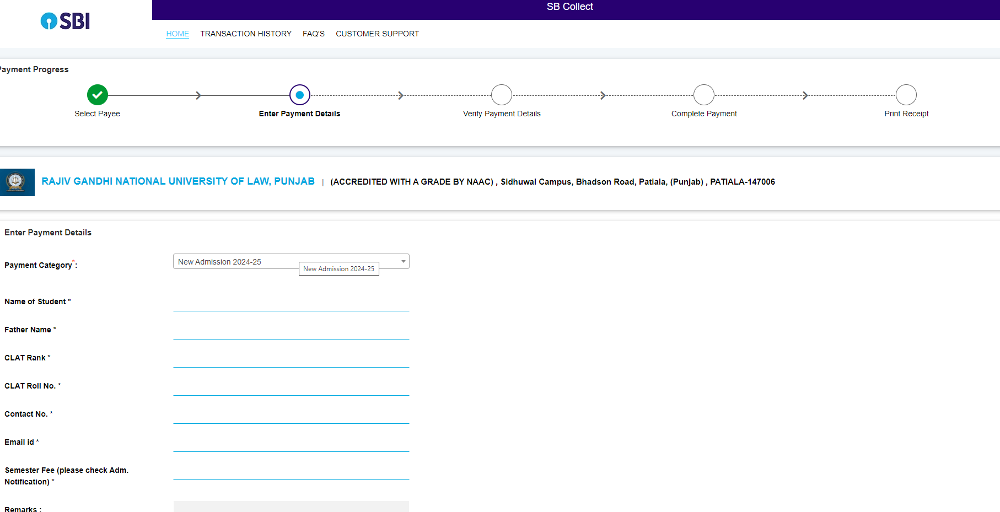 SBI
SB Collect
HOME TRANSACTION HISTORY FAQ'S CUSTOMER SUPPORT
Payment Progress
Select Payee Enter Payment Details Verify Payment Details Complete Payment Print Receipt
RAJIV GANDHI NATIONAL UNIVERSITY OF LAW, PUNJAB | (ACCREDITED WITH A GRADE BY NAAC) , Sidhuwal Campus, Bhadson Road, Patiala, (Punjab) , PATIALA-147006
Enter Payment Details
Payment Category * : New Admission 2024-25
New Admission 2024-25
Name of Student *
Father Name *
CLAT Rank *
CLAT Roll No. *
Contact No. *
Email id *
Semester Fee (please check Adm.
Notification) *
Remarks :